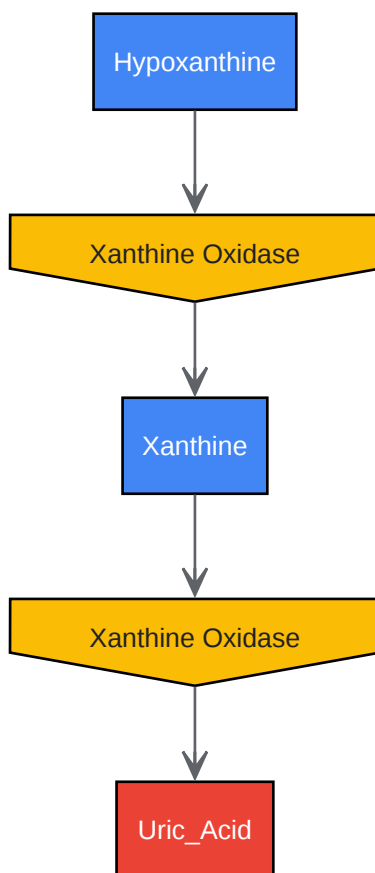 Hypoxanthine
Xanthine Oxidase
Xanthine
Xanthine Oxidase
Uric_Acid